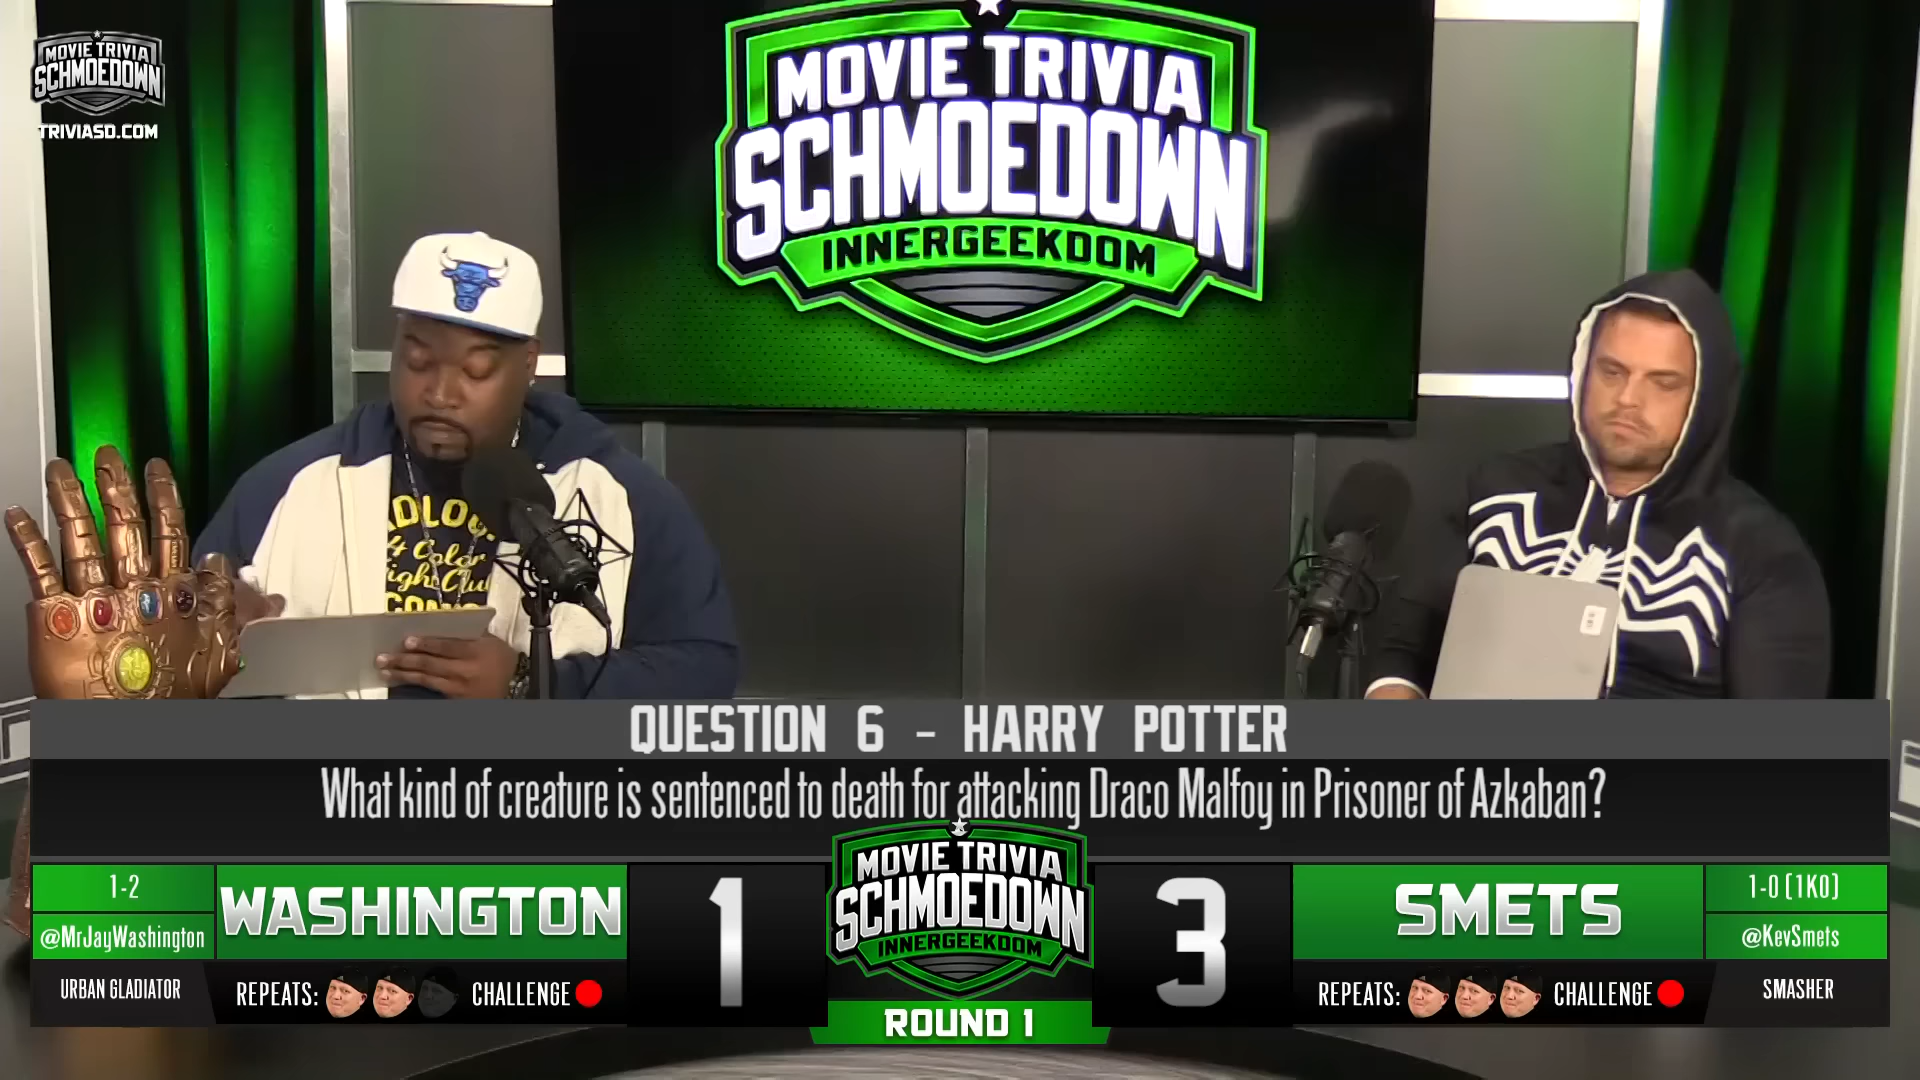 MOVIE TRIVIA
SCHMOEDOWN
TRIVIASD.COM
MOVIE TRIVIA
SCHMOEDOWN
INNERGEEKDOM
4 Color
QUESTION 6 - HARRY POTTER
What kind of creature is sentenced to death for attacking Draco Malfoy in Prisoner of Azkaban?
1-2
WASHINGTON
@MrJayWashington
URBAN GLADIATOR
REPEATS:
CHALLENGE
1
MOVIE TRIVIA
SCHMOEDOWN
INNERGEEKDOM
ROUND 1
3
SMETS
1-0 (1KO)
@KevSmets
REPEATS:
CHALLENGE
SMASHER